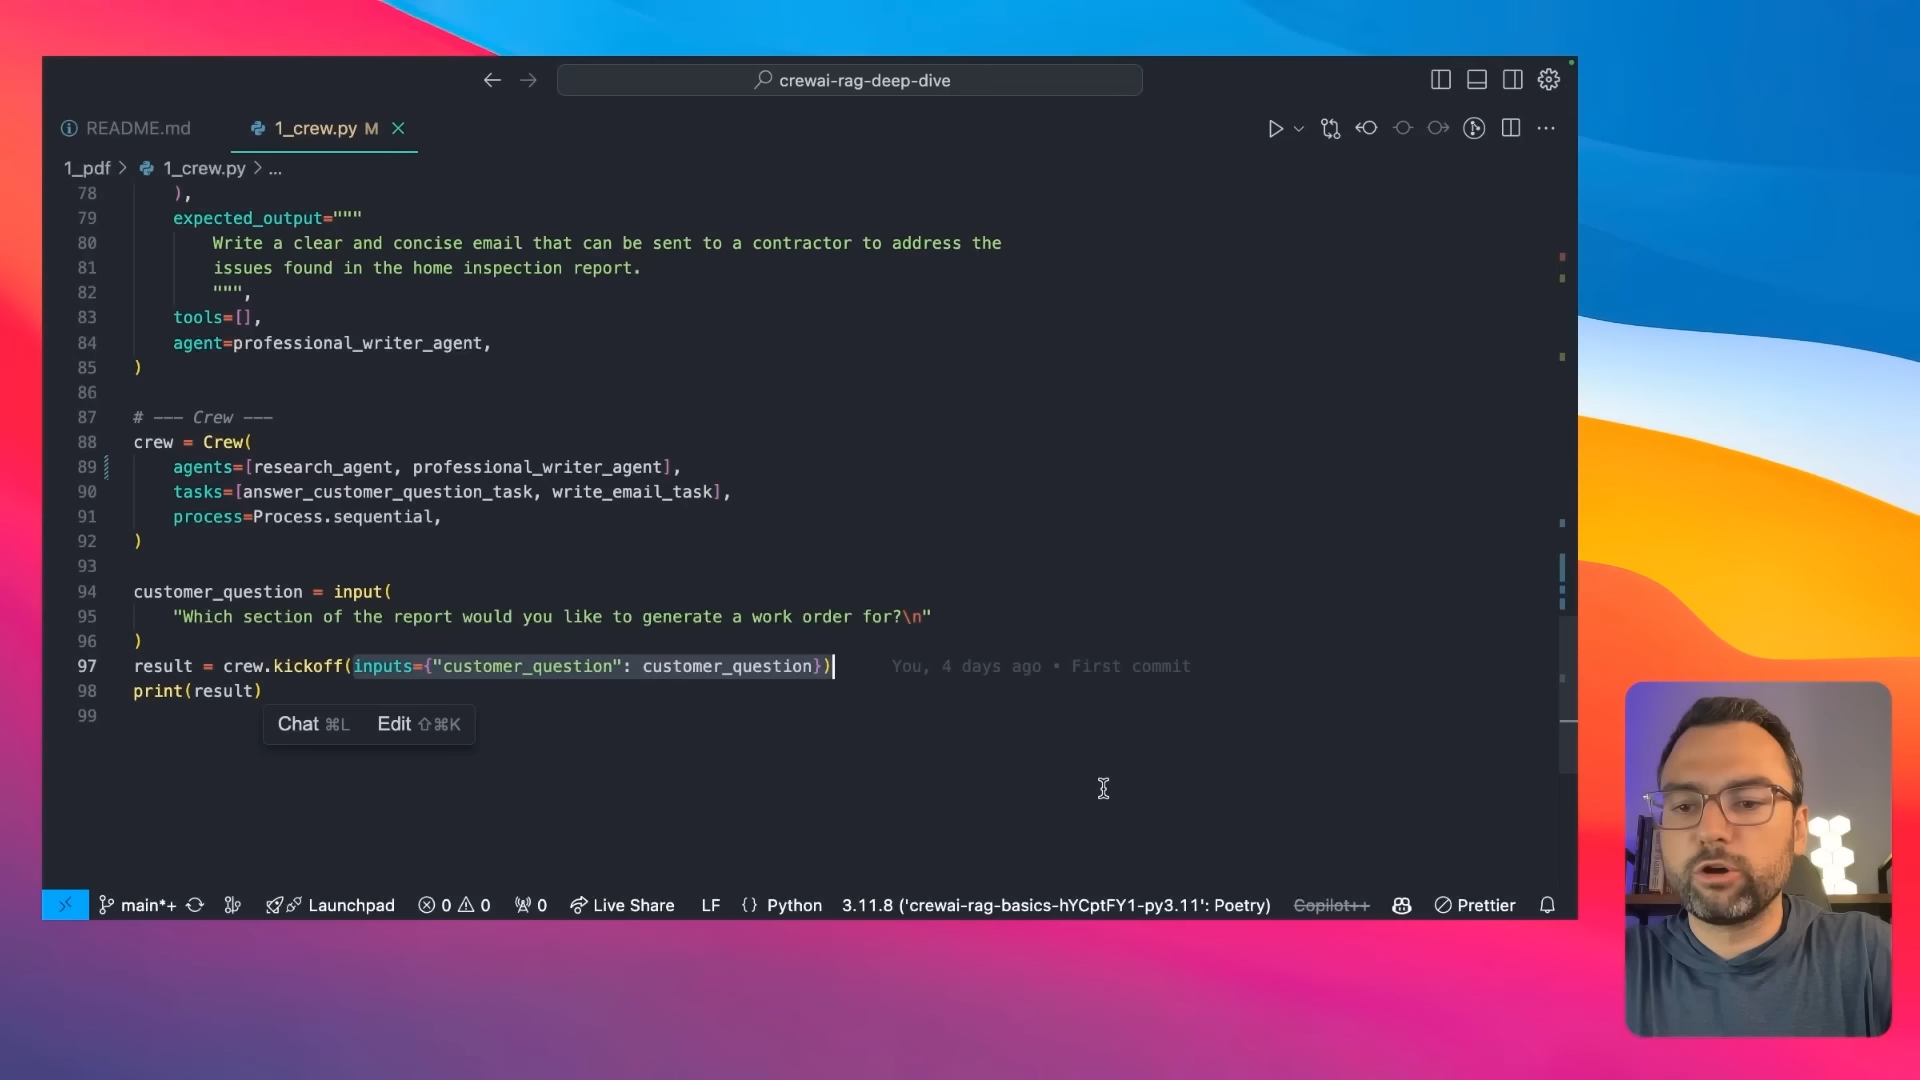 crewai-rag-deep-dive
README.md
1_crew.py M
1_pdf > 1_crew.py > ...
78 ),
79 expected_output="""
80 Write a clear and concise email that can be sent to a contractor to address the
81 issues found in the home inspection report.
82 """,
83 tools=[],
84 agent=professional_writer_agent,
85 )
86
87 # --- Crew ---
88 crew = Crew(
89 agents=[research_agent, professional_writer_agent],
90 tasks=[answer_customer_question_task, write_email_task],
91 process=Process.sequential,
92 )
93
94 customer_question = input(
95 "Which section of the report would you like to generate a work order for?\n"
96 )
97 result = crew.kickoff(inputs={"customer_question": customer_question}) You, 4 days ago • First commit
98 print(result)
99
Chat ⌘L Edit ⇧⌘K
main*+ Launchpad 0 0 0 Live Share LF {} Python 3.11.8 ('crewai-rag-basics-hYCptFY1-py3.11': Poetry) Copilot++ Prettier